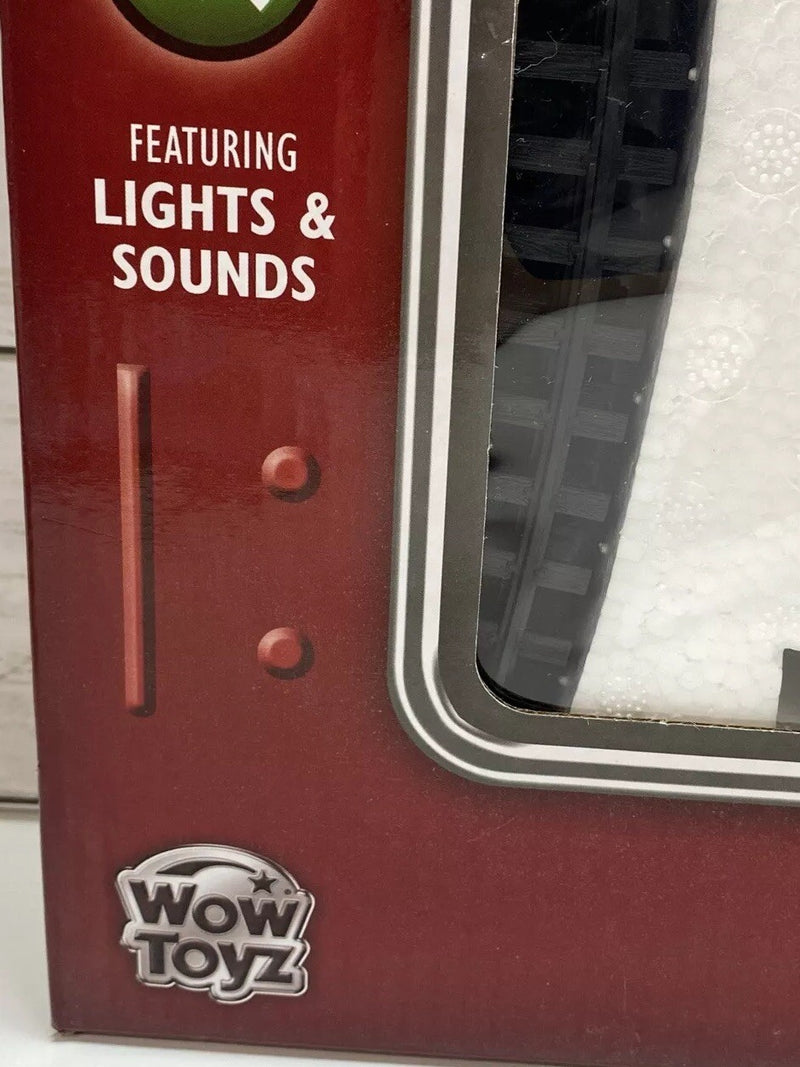 FEATURING
LIGHTS &
SOUNDS
WOW
TOYZ